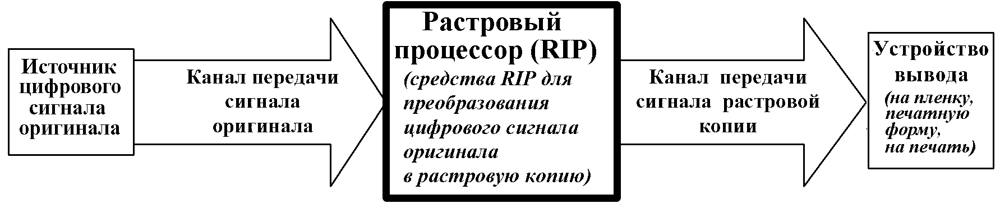 Источник
цифрового
сигнала
оригинала
Канал передачи
сигнала
оригинала
Растровый
процессор (RIP)
(средства RIP для
преобразования
цифрового сигнала
оригинала
в растровую копию)
Канал передачи
сигнала растровой
копии
Устройство
вывода
(на пленку,
печатную
форму,
на печать)